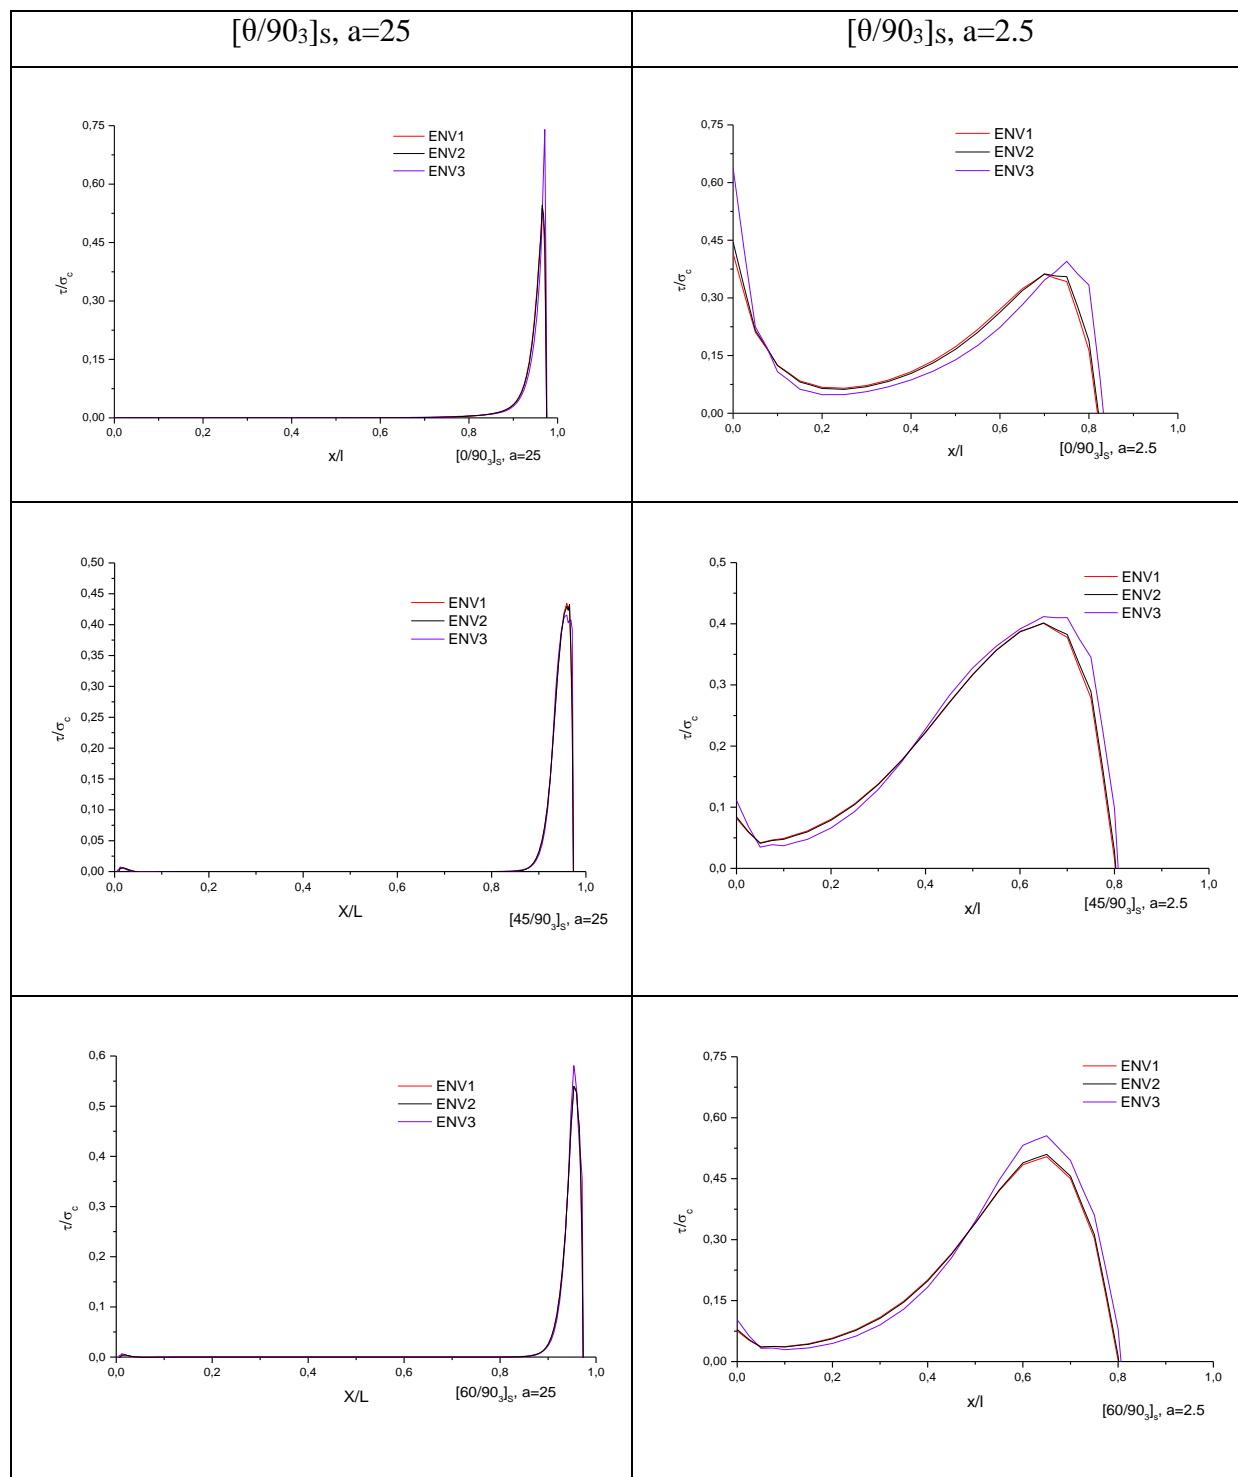 [θ/90₃]s, a=25
[θ/90₃]s, a=2.5
0,75
0,60
0,45
0,30
0,15
0,00
τ/σc
ENV1
ENV2
ENV3
0,0 0,2 0,4 0,6 0,8 1,0
x/l
[0/90₃]S, a=25
0,75
0,60
0,45
0,30
0,15
0,00
τ/σc
ENV1
ENV2
ENV3
0,0 0,2 0,4 0,6 0,8 1,0
x/l
[0/90₃]S, a=2.5
0,50
0,45
0,40
0,35
0,30
0,25
0,20
0,15
0,10
0,05
0,00
τ/σc
ENV1
ENV2
ENV3
0,0 0,2 0,4 0,6 0,8 1,0
X/L
[45/90₃]S, a=25
0,5
0,4
0,3
0,2
0,1
0,0
τ/σc
ENV1
ENV2
ENV3
0,0 0,2 0,4 0,6 0,8 1,0
x/l
[45/90₃]S, a=2.5
0,6
0,5
0,4
0,3
0,2
0,1
0,0
τ/σc
ENV1
ENV2
ENV3
0,0 0,2 0,4 0,6 0,8 1,0
X/L
[60/90₃]S, a=25
0,75
0,60
0,45
0,30
0,15
0,00
τ/σc
ENV1
ENV2
ENV3
0,0 0,2 0,4 0,6 0,8 1,0
x/l
[60/90₃]S, a=2.5